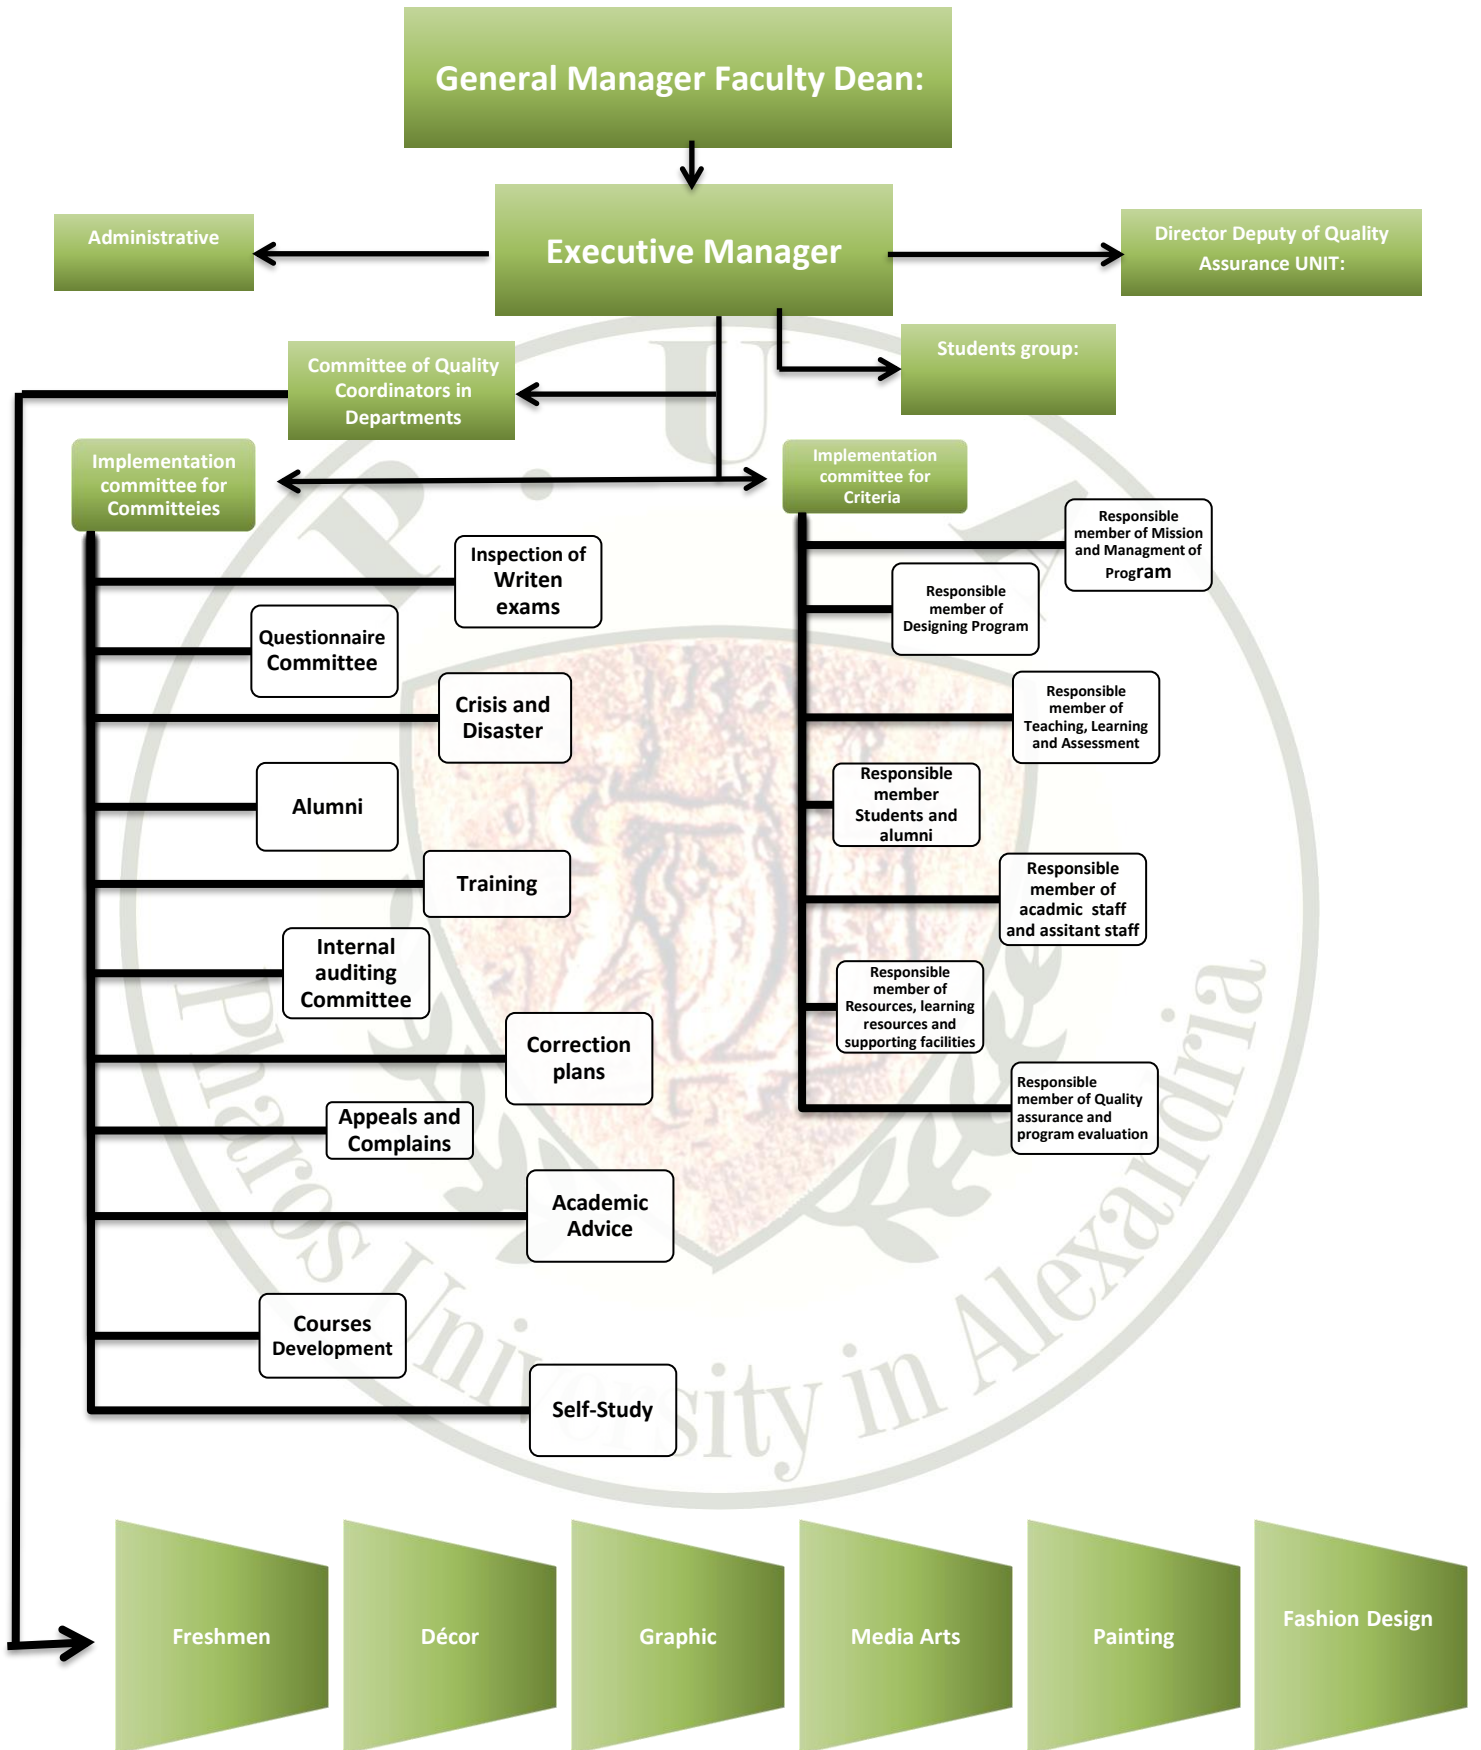 General Manager Faculty Dean:
Executive Manager
Administrative
Director Deputy of Quality
Assurance UNIT:
Students group:
Committee of Quality
Coordinators in
Departments
Implementation
committee for
Committeies
Implementation
committee for
Criteria
Inspection of
Writen
exams
Questionnaire
Committee
Crisis and
Disaster
Alumni
Training
Internal
auditing
Committee
Correction
plans
Appeals and
Complains
Academic
Advice
Courses
Development
Self-Study
Responsible
member of Mission
and Managment of
Program
Responsible
member of
Designing Program
Responsible
member of
Teaching, Learning
and Assessment
Responsible
member
Students and
alumni
Responsible
member of
acadmic staff
and assitant staff
Responsible
member of
Resources, learning
resources and
supporting facilities
Responsible
member of Quality
assurance and
program evaluation
Freshmen
Décor
Graphic
Media Arts
Painting
Fashion Design
P . U . A
Pharos University in Alexandria